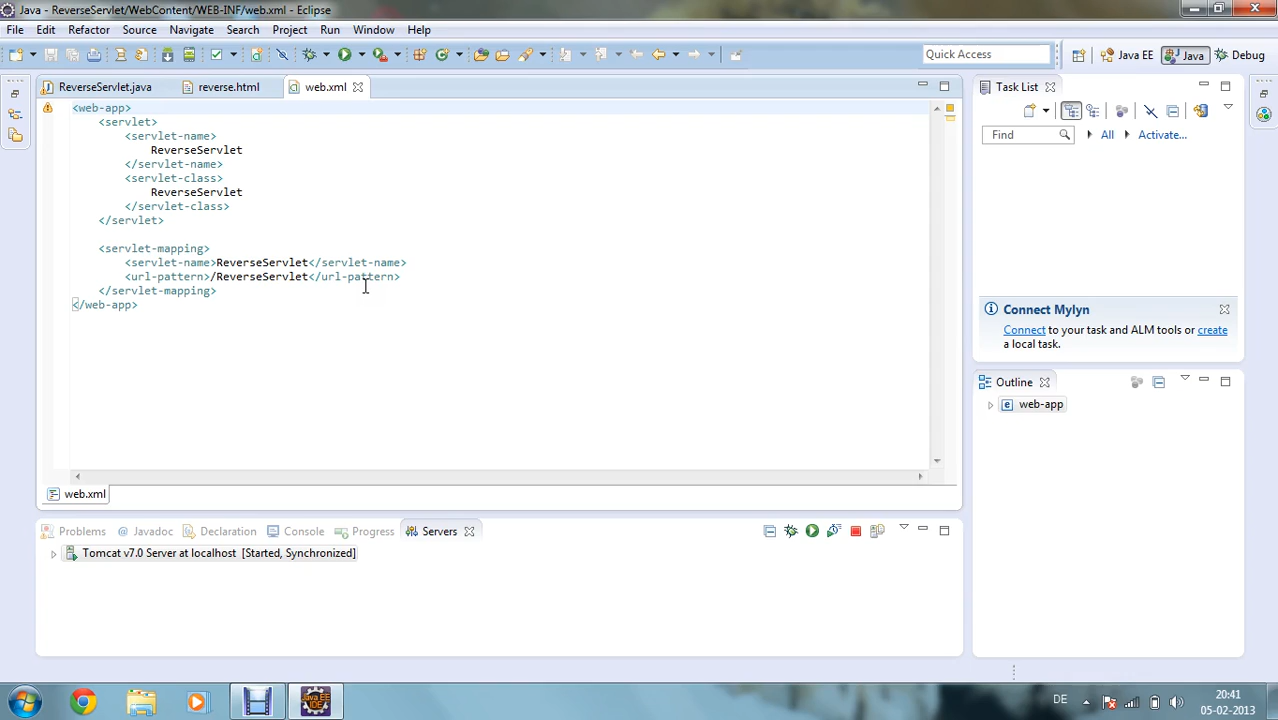 Java - ReverseServlet/WebContent/WEB-INF/web.xml - Eclipse
File Edit Refactor Source Navigate Search Project Run Window Help
Quick Access
Java EE Java Debug
ReverseServlet.java reverse.html web.xml
<web-app>
<servlet>
<servlet-name>
ReverseServlet
</servlet-name>
<servlet-class>
ReverseServlet
</servlet-class>
</servlet>
<servlet-mapping>
<servlet-name>ReverseServlet</servlet-name>
<url-pattern>/ReverseServlet</url-pattern>
</servlet-mapping>
</web-app>
web.xml
Task List
Find All Activate...
Connect Mylyn
Connect to your task and ALM tools or create
a local task.
Outline
web-app
Problems Javadoc Declaration Console Progress Servers
Tomcat v7.0 Server at localhost [Started, Synchronized]
DE
20:41
05-02-2013